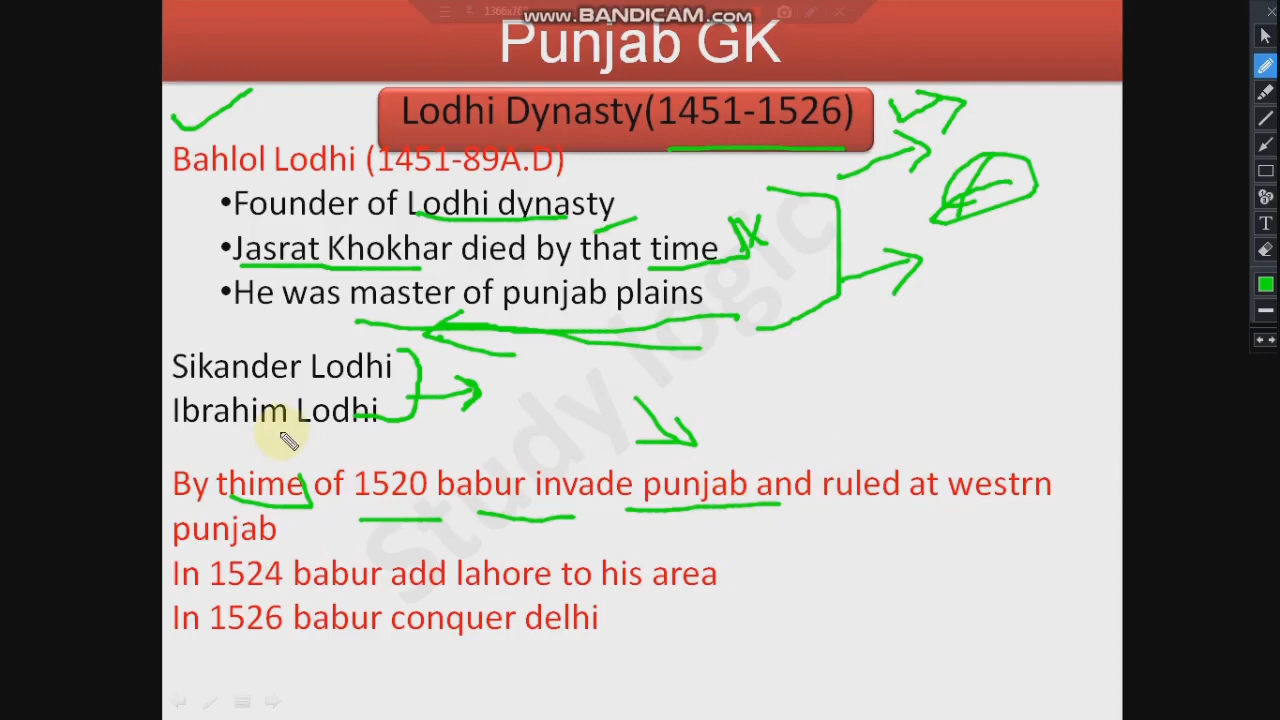 1366x768
www.BANDICAM.com
Punjab GK
Lodhi Dynasty(1451-1526)
Bahlol Lodhi (1451-89A.D)
•Founder of Lodhi dynasty
•Jasrat Khokhar died by that time
•He was master of punjab plains
Sikander Lodhi
Ibrahim Lodhi
By thime of 1520 babur invade punjab and ruled at westrn
punjab
In 1524 babur add lahore to his area
In 1526 babur conquer delhi
Study logic
T